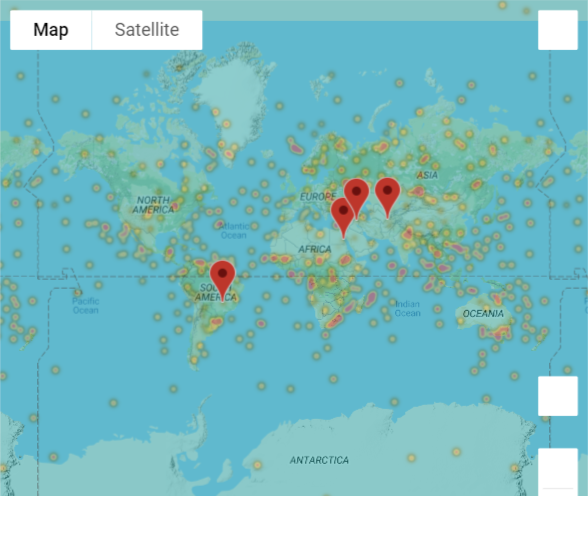 Map
Satellite
ASIA
EUROPE
NORTH
AMERICA
Atlantic
Ocean
AFRICA
SOUTH
AMERICA
Pacific
Ocean
Indian
Ocean
OCEANIA
ANTARCTICA